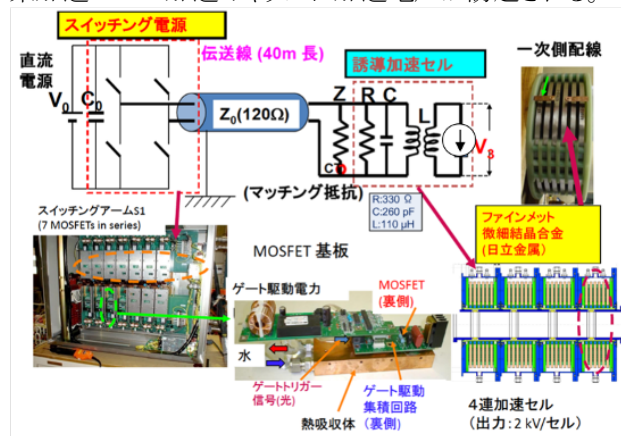 スイッチング電源
直流
電源
伝送線 (40m 長)
誘導加速セル
一次側配線
V0
C0
Z0(120Ω)
Z
R
C
L
V3
CT
(マッチング抵抗)
R:330 Ω
C:260 pF
L:110 μH
スイッチングアームS1
(7 MOSFETs in series)
ファインメット
微細結晶合金
(日立金属)
MOSFET 基板
ゲート駆動電力
MOSFET
(裏側)
水
ゲートトリガー
信号(光)
ゲート駆動
集積回路
(裏側)
熱吸収体
4連加速セル
(出力:2 kV/セル)